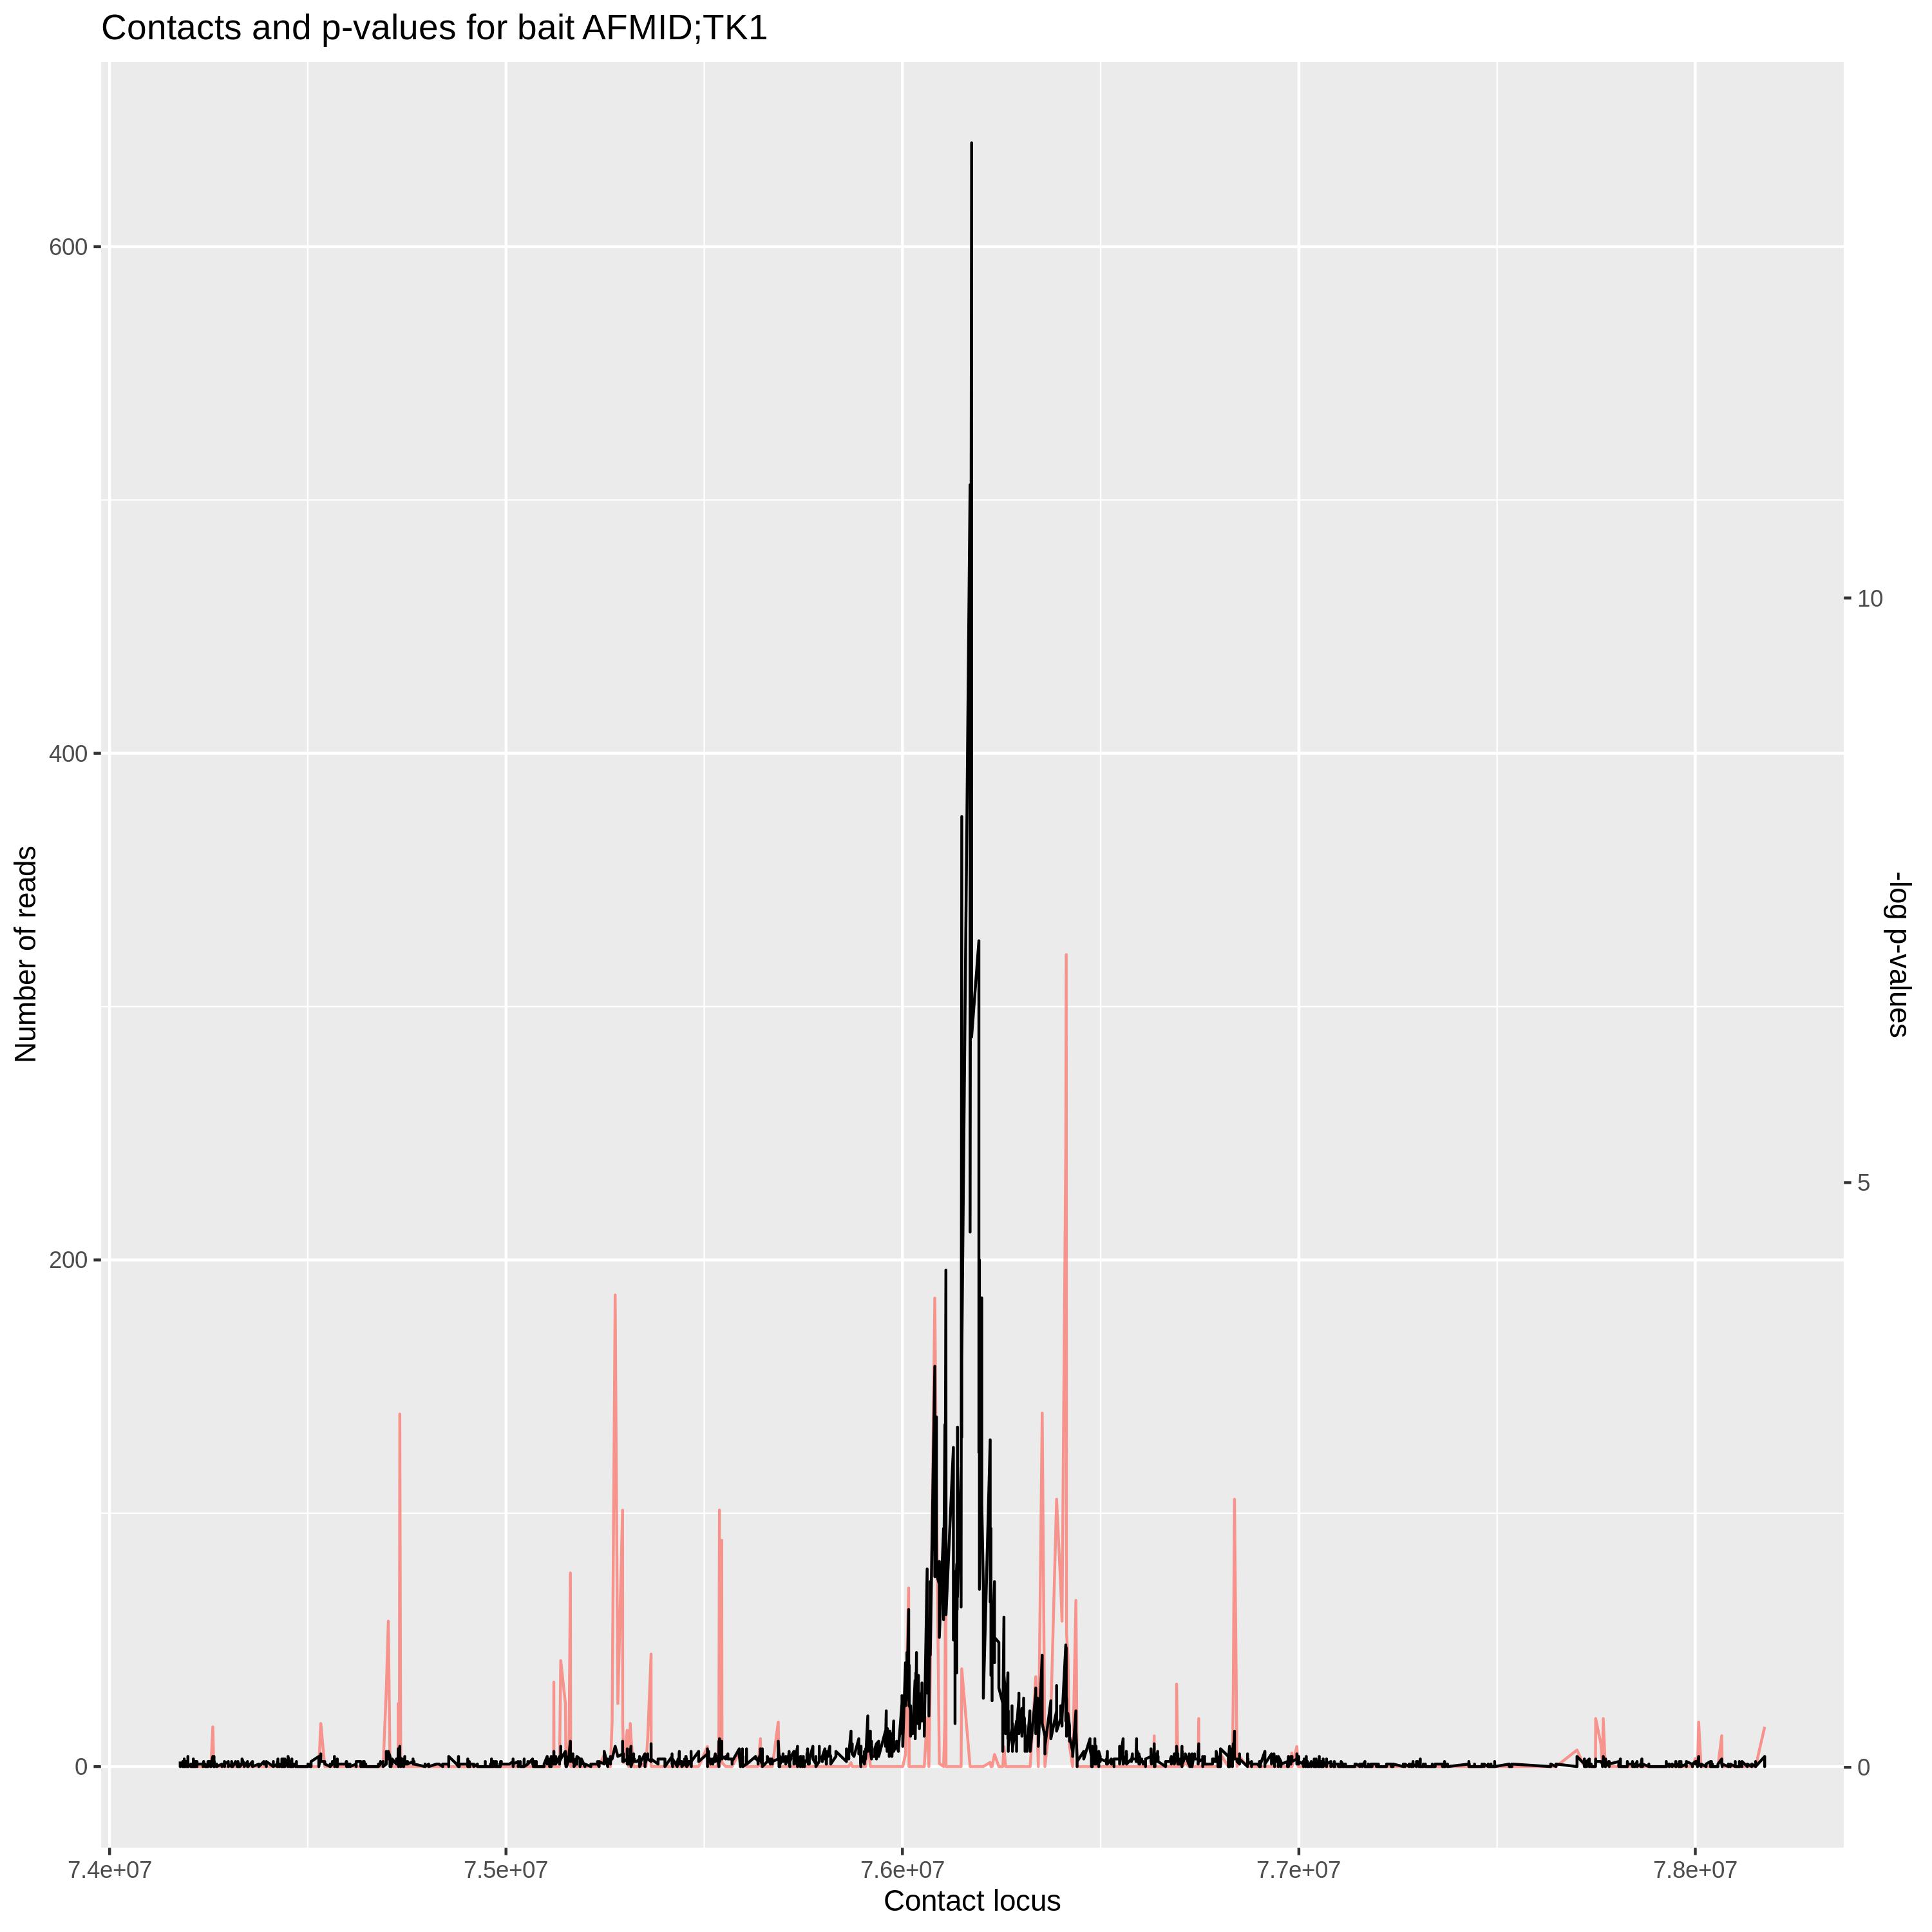 Contacts and p-values for bait AFMID;TK1
600
400
200
0
Number of reads
10
5
0
-log p-values
7.4e+07
7.5e+07
7.6e+07
7.7e+07
7.8e+07
Contact locus